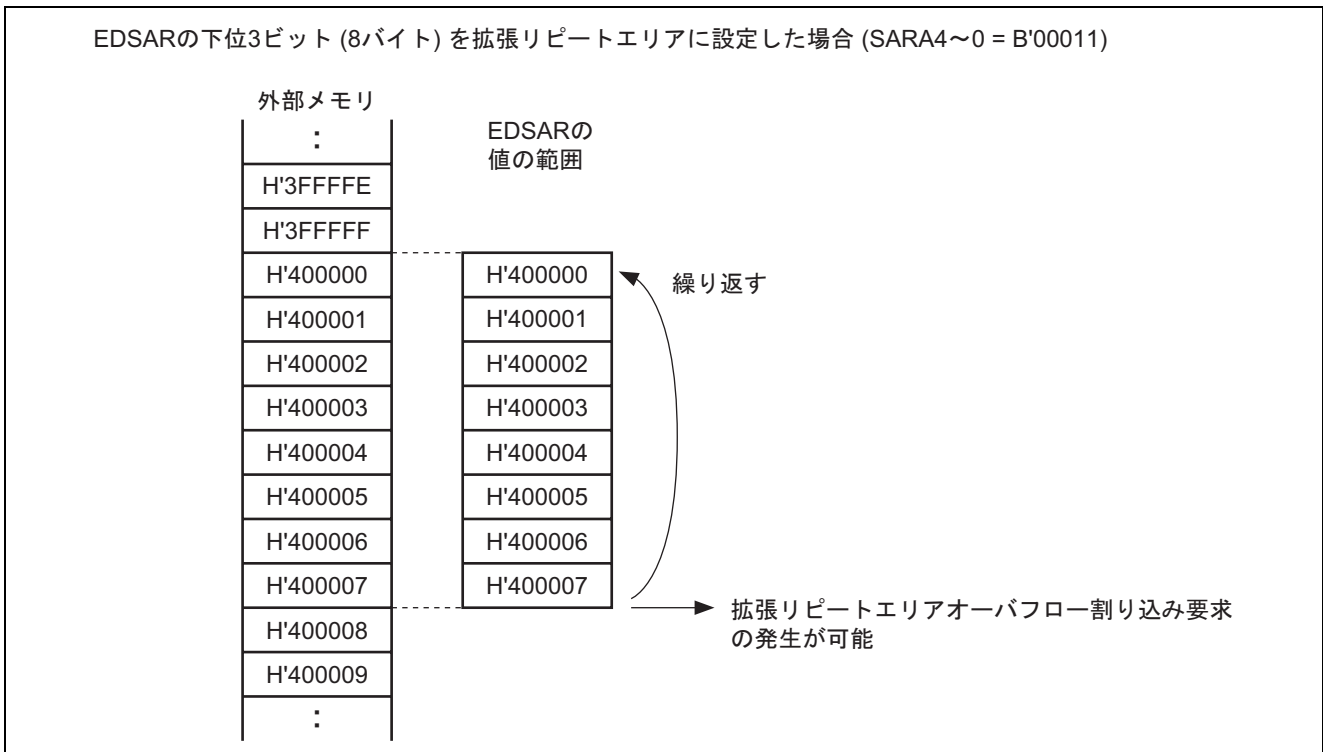 EDSARの下位3ビット (8バイト) を拡張リピートエリアに設定した場合 (SARA4～0 = B'00011)
外部メモリ
:
H'3FFFFE
H'3FFFFF
H'400000
H'400001
H'400002
H'400003
H'400004
H'400005
H'400006
H'400007
H'400008
H'400009
:
EDSARの
値の範囲
H'400000
H'400001
H'400002
H'400003
H'400004
H'400005
H'400006
H'400007
繰り返す
拡張リピートエリアオーバフロー割り込み要求
の発生が可能